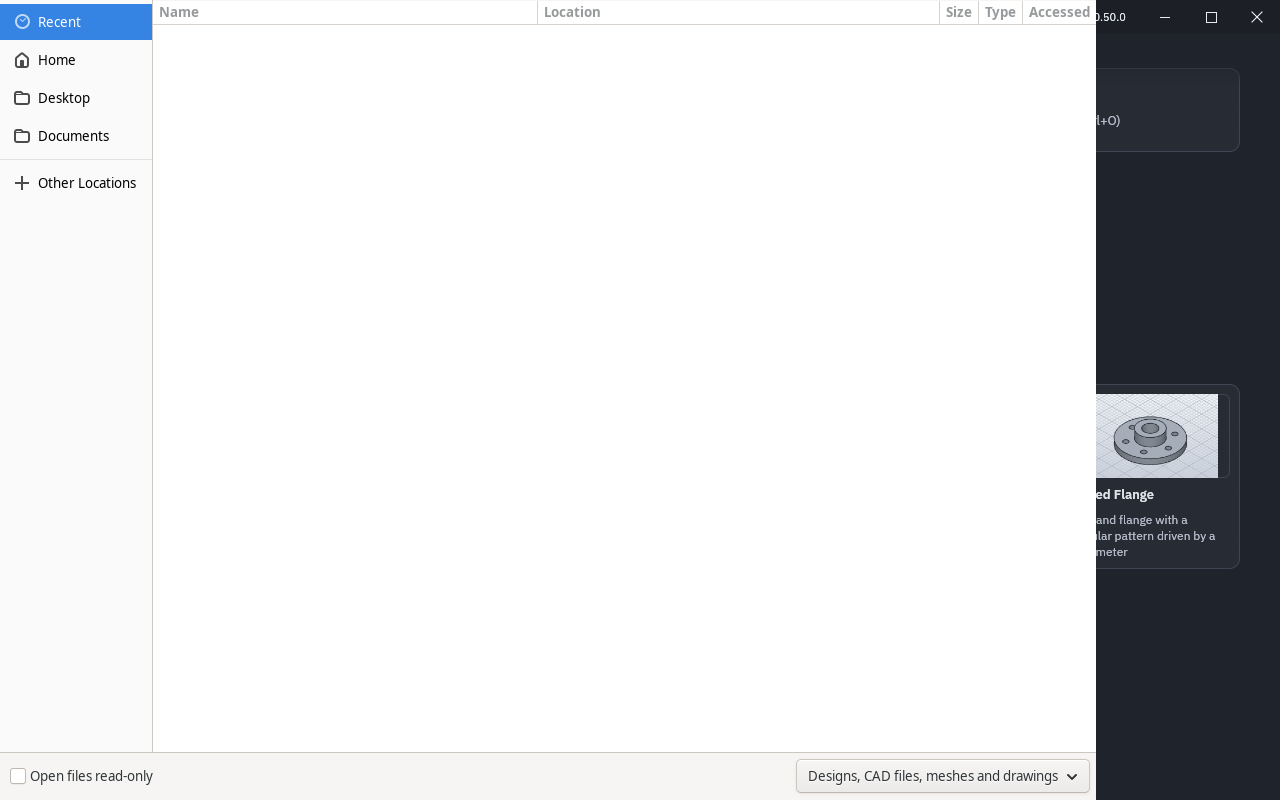 Recent
Home
Desktop
Documents
Other Locations
Name Location Size Type Accessed
0.50.0
l+O)
ed Flange
and flange with a
ular pattern driven by a
meter
Open files read-only
Designs, CAD files, meshes and drawings